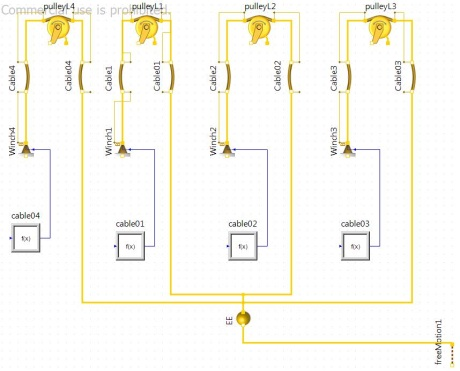 Commercial use is prohibited
pulleyL4
pulleyL1
pulleyL2
pulleyL3
Cable4
Cable04
Cable1
Cable01
Cable2
Cable02
Cable3
Cable03
Winch4
Winch1
Winch2
Winch3
cable04
cable01
cable02
cable03
f(x)
f(x)
f(x)
f(x)
EE
freeMotion1